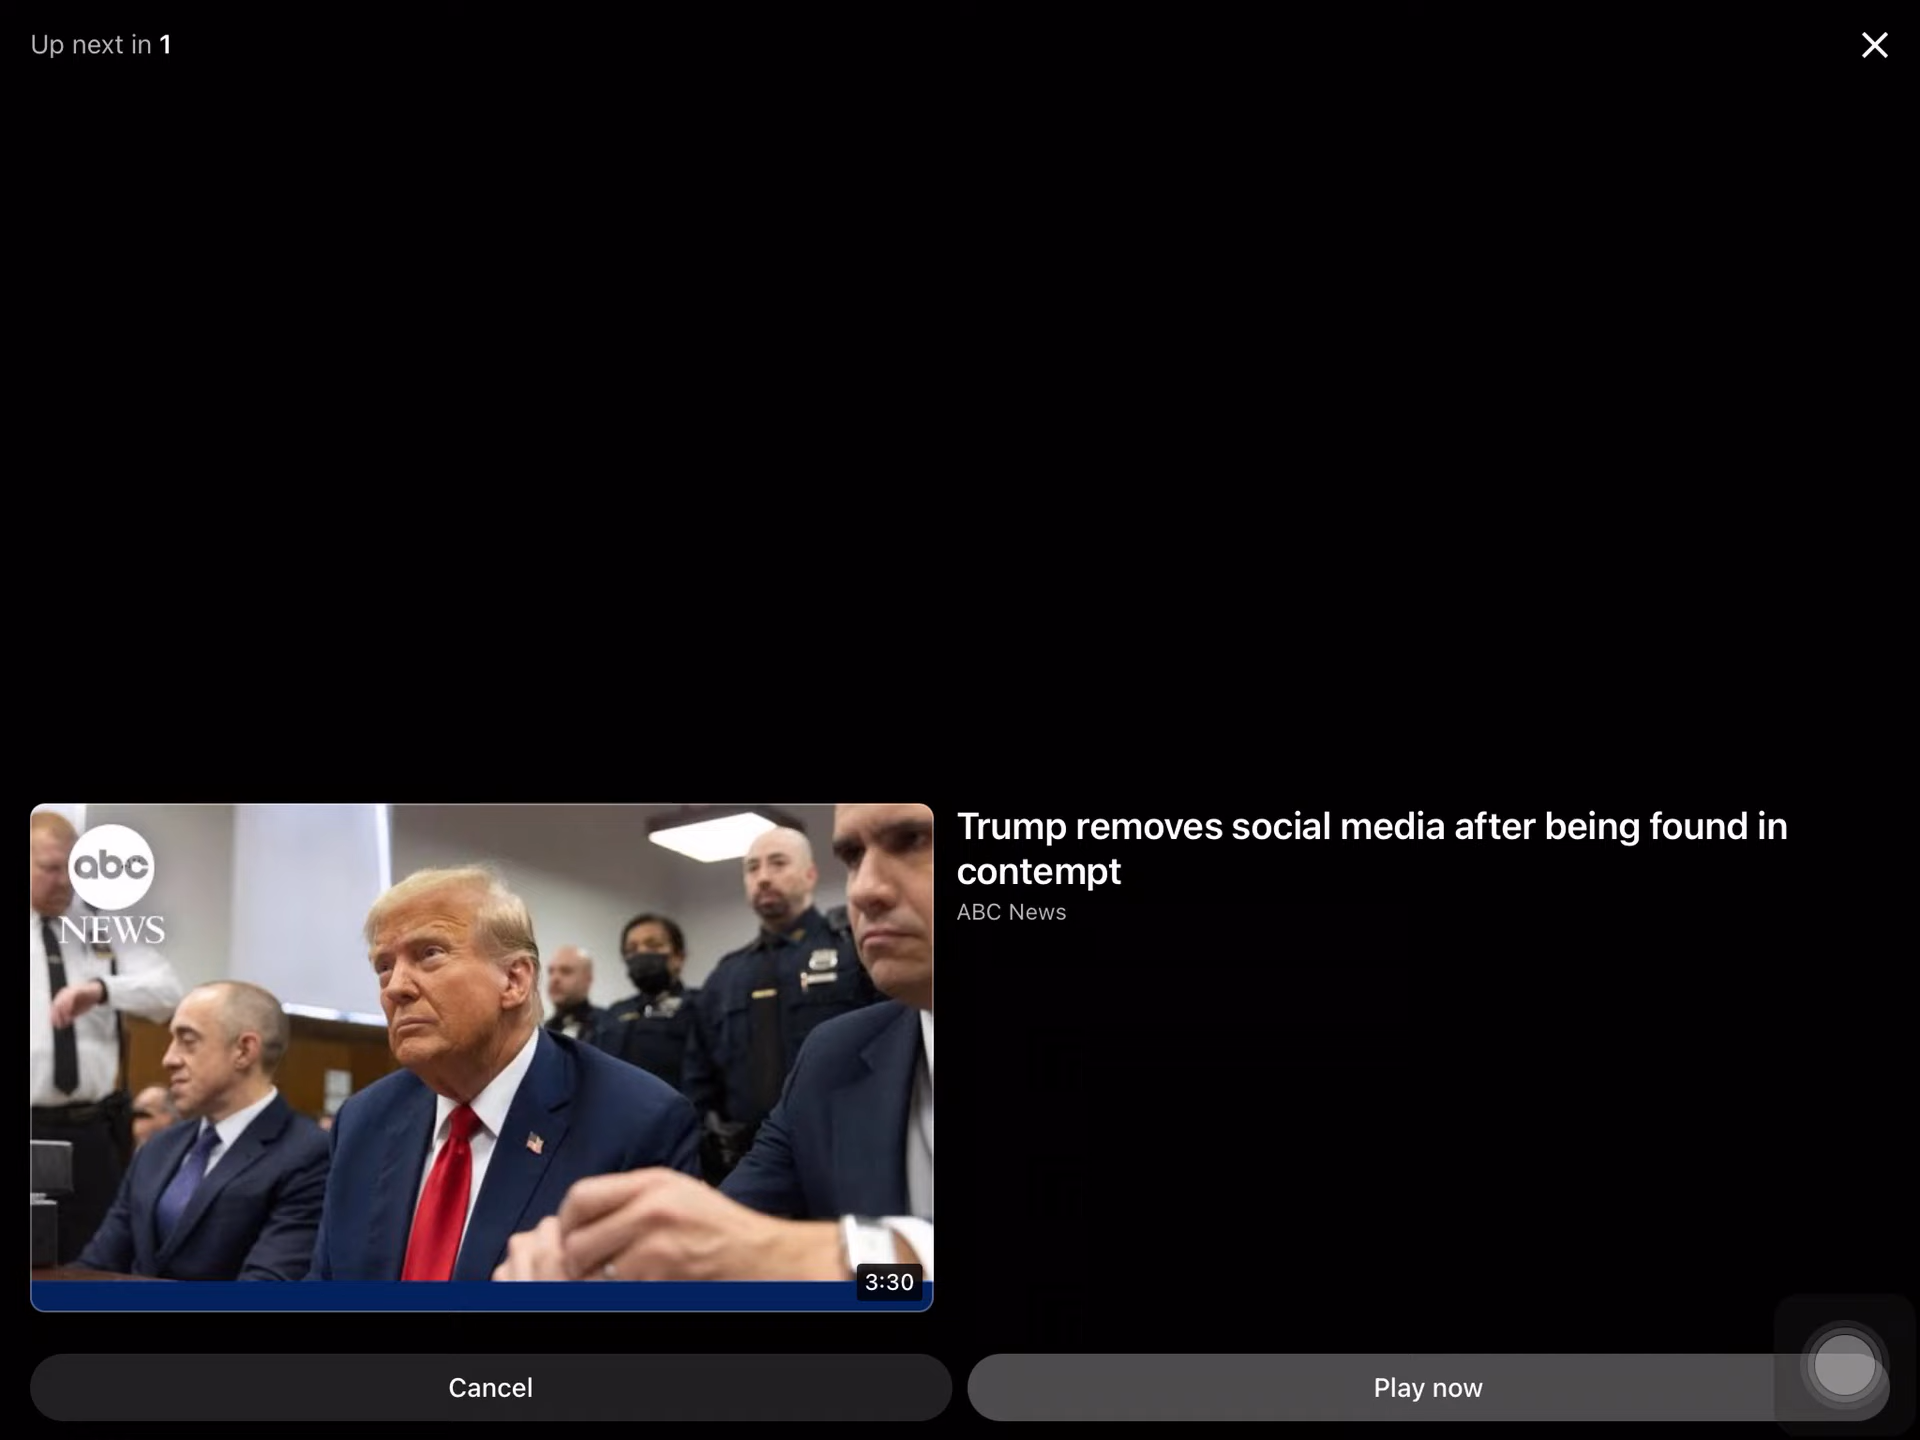 Up next in 1
abc
NEWS
Trump removes social media after being found in
contempt
ABC News
3:30
Cancel
Play now